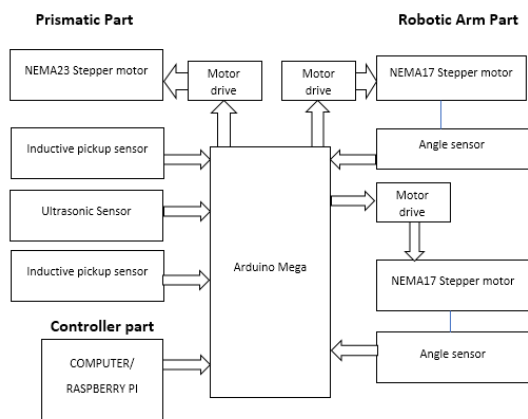 Prismatic Part
Robotic Arm Part
NEMA23 Stepper motor
Motor
drive
Motor
drive
NEMA17 Stepper motor
Inductive pickup sensor
Angle sensor
Ultrasonic Sensor
Motor
drive
Inductive pickup sensor
Arduino Mega
NEMA17 Stepper motor
Controller part
COMPUTER/
RASPBERRY PI
Angle sensor